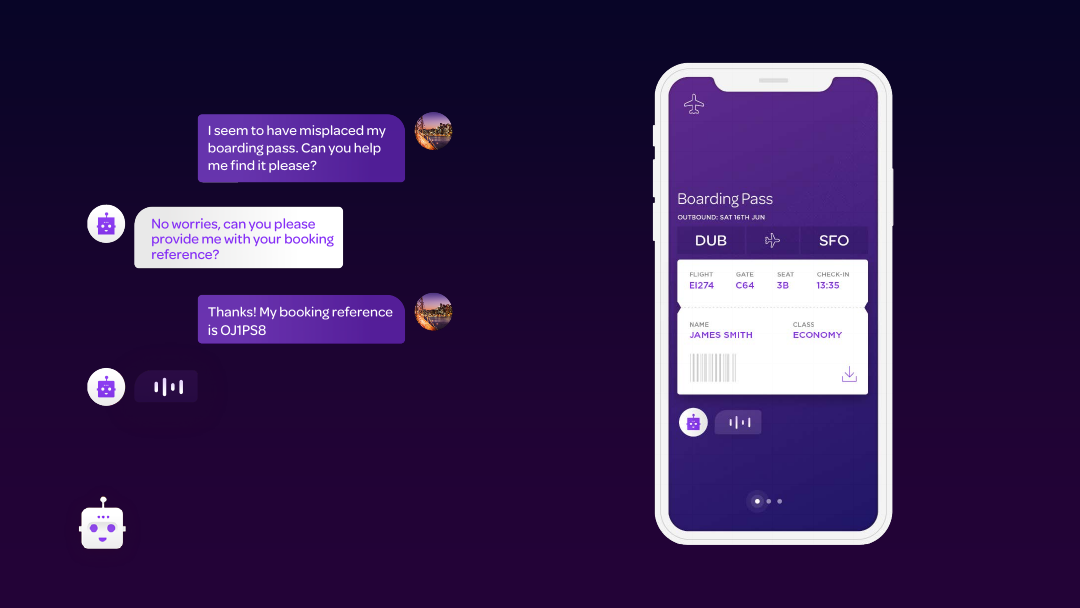 I seem to have misplaced my
boarding pass. Can you help
me find it please?
No worries, can you please
provide me with your booking
reference?
Thanks! My booking reference
is OJ1PS8
Boarding Pass
OUTBOUND: SAT 16TH JUN
DUB SFO
FLIGHT GATE SEAT CHECK-IN
EI274 C64 3B 13:35
NAME CLASS
JAMES SMITH ECONOMY